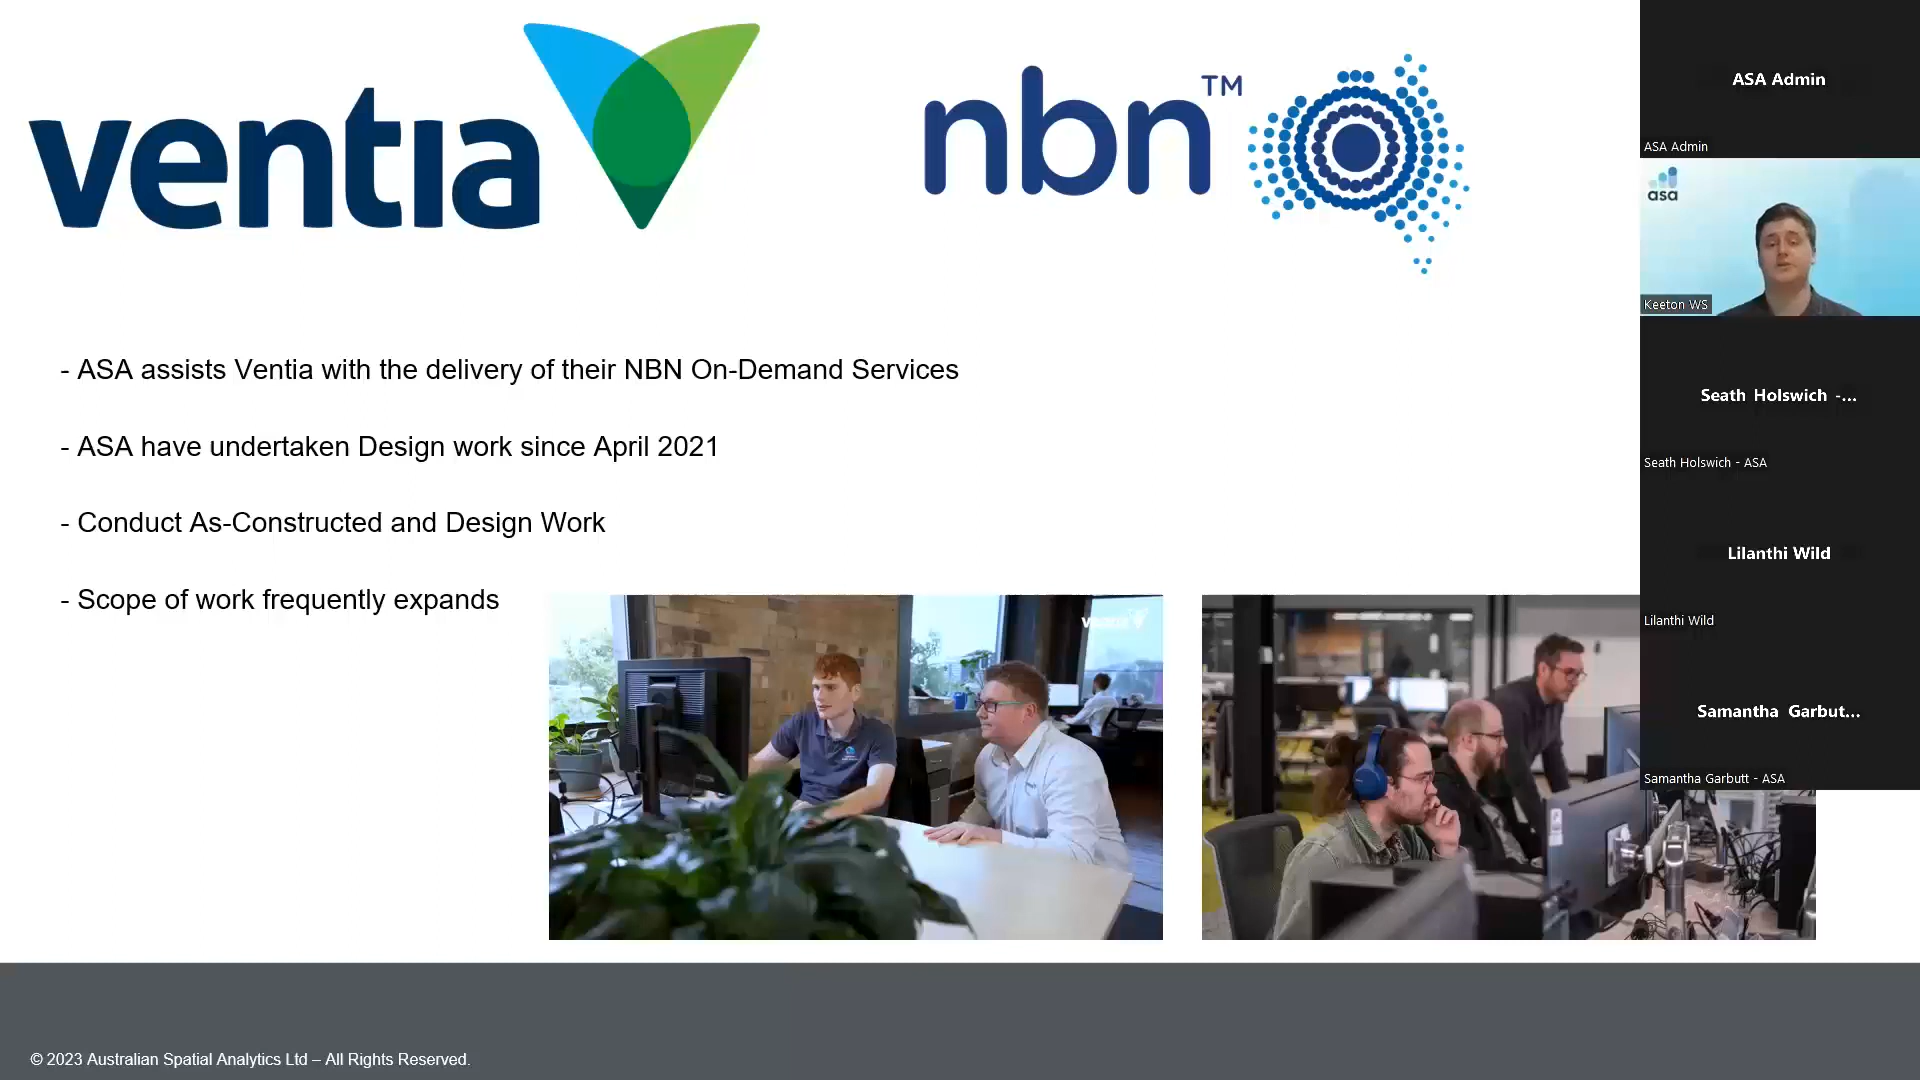 ventia
nbn™
- ASA assists Ventia with the delivery of their NBN On-Demand Services
- ASA have undertaken Design work since April 2021
- Conduct As-Constructed and Design Work
- Scope of work frequently expands
ventia
© 2023 Australian Spatial Analytics Ltd – All Rights Reserved.
ASA Admin
ASA Admin
asa
Keeton WS
Seath Holswich -...
Seath Holswich - ASA
Lilanthi Wild
Lilanthi Wild
Samantha Garbut...
Samantha Garbutt - ASA